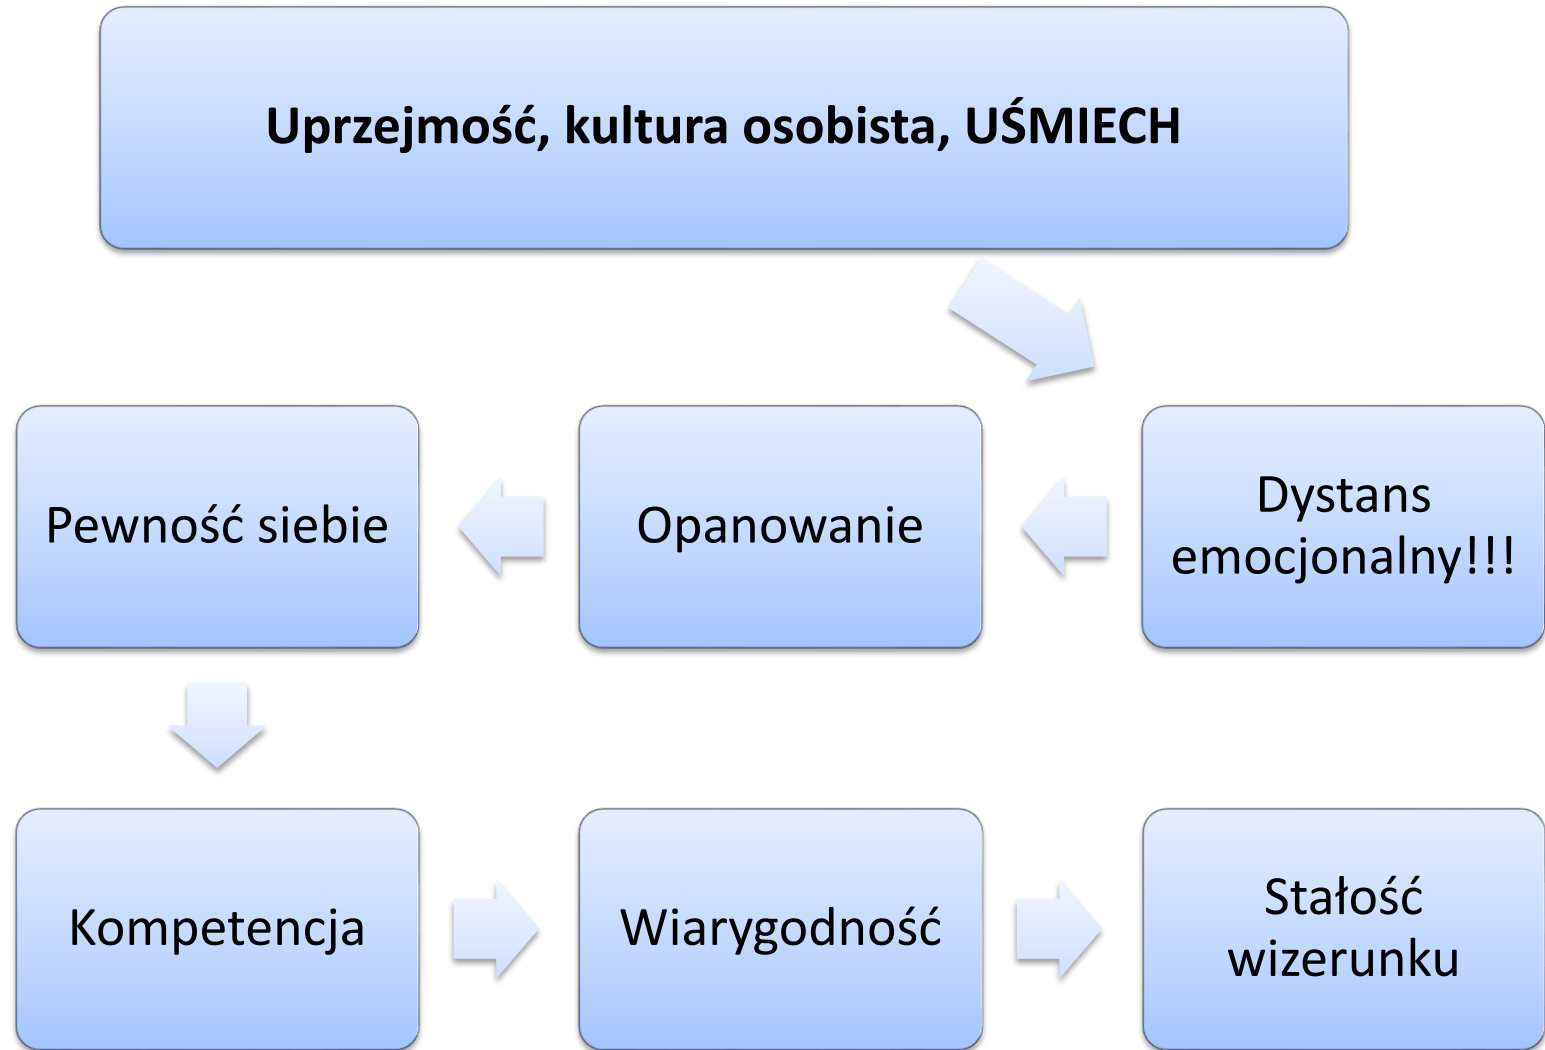 Uprzejmość, kultura osobista, UŚMIECH
Pewność siebie
Opanowanie
Dystans
emocjonalny!!!
Kompetencja
Wiarygodność
Stałość
wizerunku